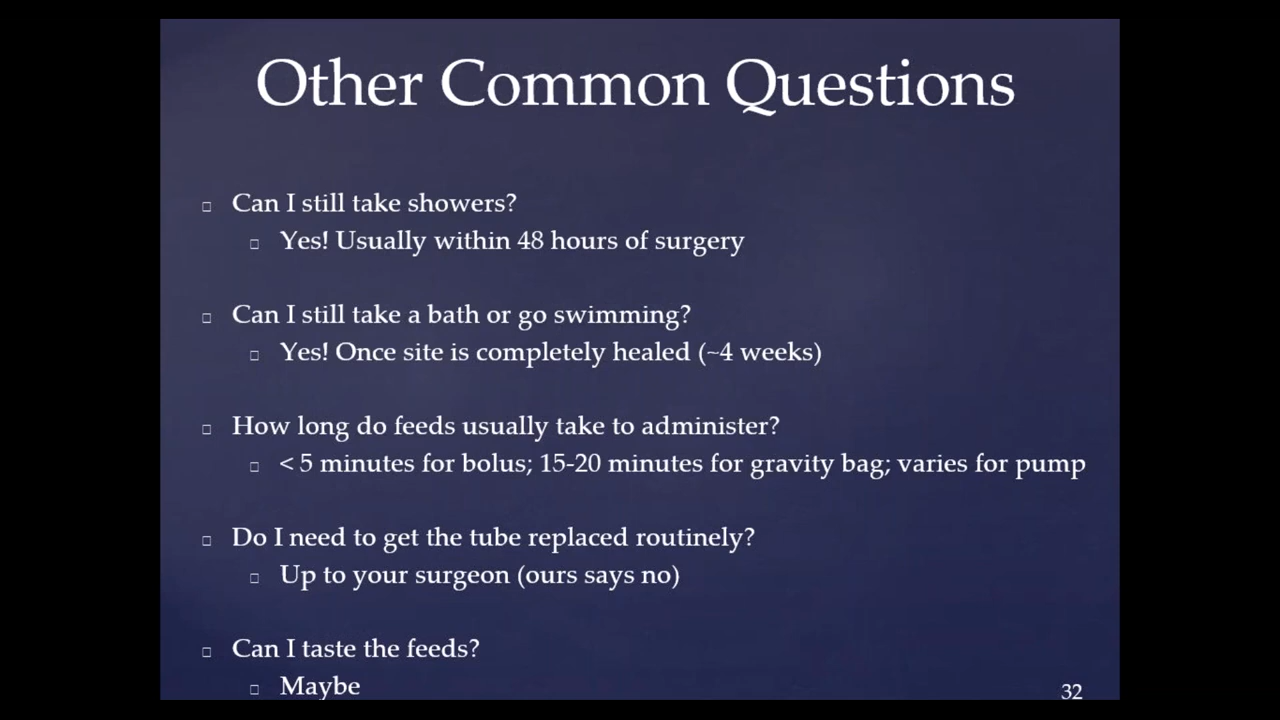 Other Common Questions
Can I still take showers?
Yes! Usually within 48 hours of surgery
Can I still take a bath or go swimming?
Yes! Once site is completely healed (~4 weeks)
How long do feeds usually take to administer?
< 5 minutes for bolus; 15-20 minutes for gravity bag; varies for pump
Do I need to get the tube replaced routinely?
Up to your surgeon (ours says no)
Can I taste the feeds?
Maybe
32